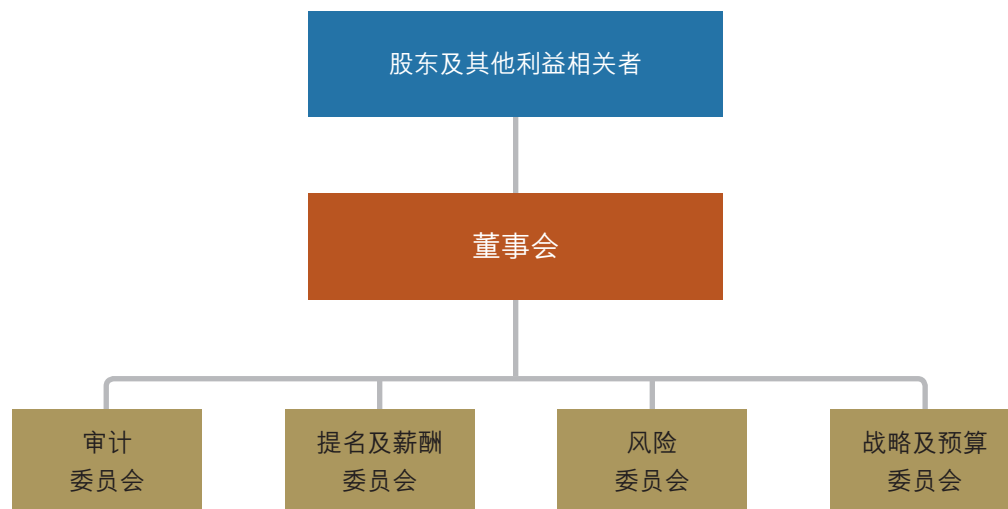 股东及其他利益相关者
董事会
审计
委员会
提名及薪酬
委员会
风险
委员会
战略及预算
委员会